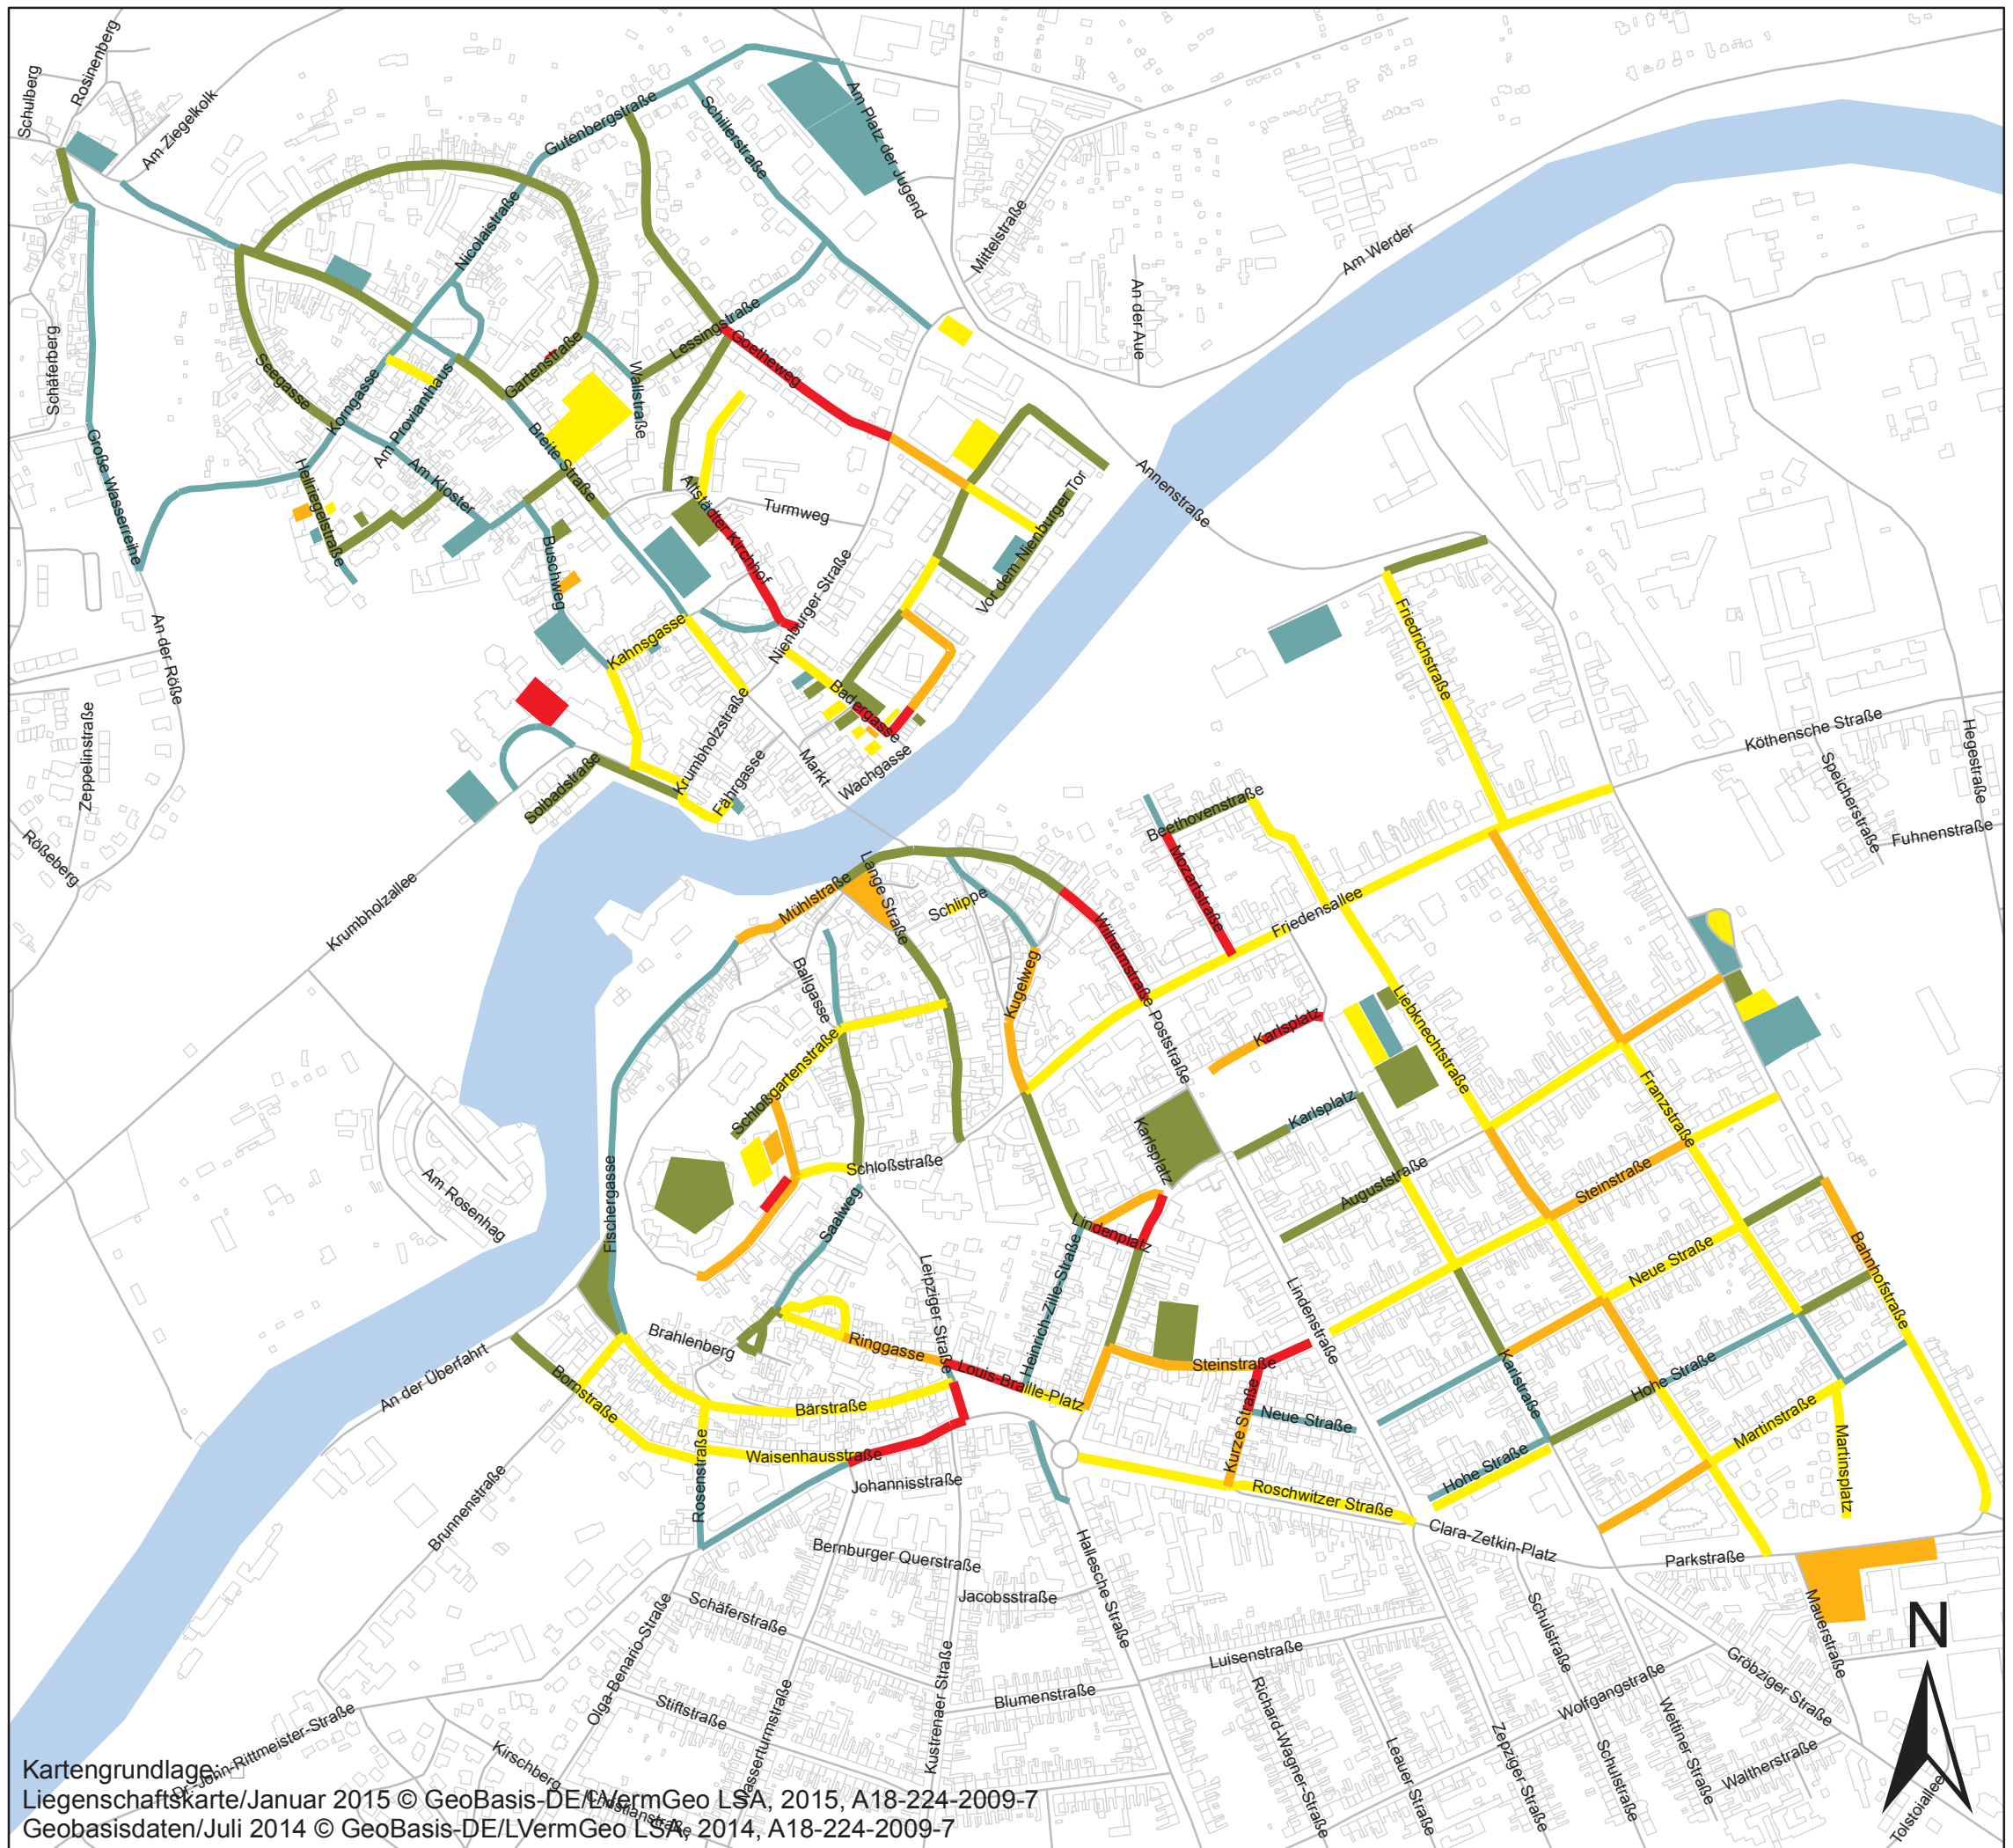 Schulberg
Rosinenberg
Am Ziegelkolk
Gutenbergstraße
Schillerstraße
Am Platz der Jugend
Nicolaistraße
Mittelstraße
Am Werder
An der Aue
Schäferberg
Seegasse
Korngasse
Am Provianthaus
Gartenstraße
Wallstraße
Lessingstraße
Goetheweg
Große Wasserreihe
Hellriegelstraße
Am Kloster
Breite Straße
Altstädter Kirchhof
Turmweg
Vor dem Nienburger Tor
Annenstraße
Buschweg
Nienburger Straße
An der Röße
Kahnsgasse
Friedrichstraße
Zeppelinstraße
Badergasse
Krumbholzstraße
Fährgasse
Markt
Wachgasse
Solbadstraße
Köthensche Straße
Hegestraße
Speicherstraße
Fuhnenstraße
Rößeberg
Krumbholzallee
Beethovenstraße
Mozartstraße
Mühlstraße
Lange Straße
Schlippe
Wilhelmstraße
Friedensallee
Ballgasse
Kugelweg
Poststraße
Karlsplatz
Liebknechtstraße
Schloßgartenstraße
Karlsplatz
Karlsplatz
Franzstraße
Am Rosenhag
Fischergasse
Schloßstraße
Saalweg
Auguststraße
Steinstraße
Lindenplatz
Neue Straße
Bahnhofstraße
Leipziger Straße
Heinrich-Zille-Straße
Lindenstraße
Brahlenberg
Ringgasse
Louis-Braille-Platz
Steinstraße
Karlstraße
Hohe Straße
An der Überfahrt
Bornstraße
Bärstraße
Kurze Straße
Neue Straße
Martinstraße
Martinsplatz
Waisenhausstraße
Rosenstraße
Johannisstraße
Hohe Straße
Roschwitzer Straße
Brunnenstraße
Clara-Zetkin-Platz
Parkstraße
Bernburger Querstraße
Jacobsstraße
Hallesche Straße
Schäferstraße
Olga-Benario-Straße
Schulstraße
Mauerstraße
N
Luisenstraße
Gröbziger Straße
Wolfgangstraße
Stiftstraße
Blumenstraße
Kustrenaer Straße
Richard-Wagner-Straße
Leauer Straße
Zepziger Straße
Schulstraße
Wettiner Straße
Waltherstraße
Tolstoiallee
Kirschberg
Kartengrundlage:
Liegenschaftskarte/Januar 2015 © GeoBasis-DE/LVermGeo LSA, 2015, A18-224-2009-7
Geobasisdaten/Juli 2014 © GeoBasis-DE/LVermGeo LSA, 2014, A18-224-2009-7